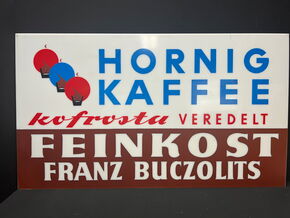 HORNIG
KAFFEE
kofrosta VEREDELT
FEINKOST
FRANZ BUCZOLITS